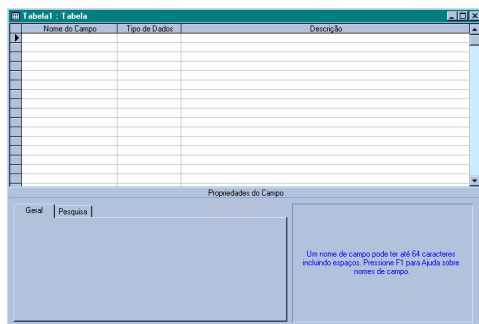 Tabela1 : Tabela
Nome do Campo Tipo de Dados Descrição
Propriedades do Campo
Geral Pesquisa
Um nome de campo pode ter até 64 caracteres
incluindo espaços. Pressione F1 para Ajuda sobre
nomes de campo.